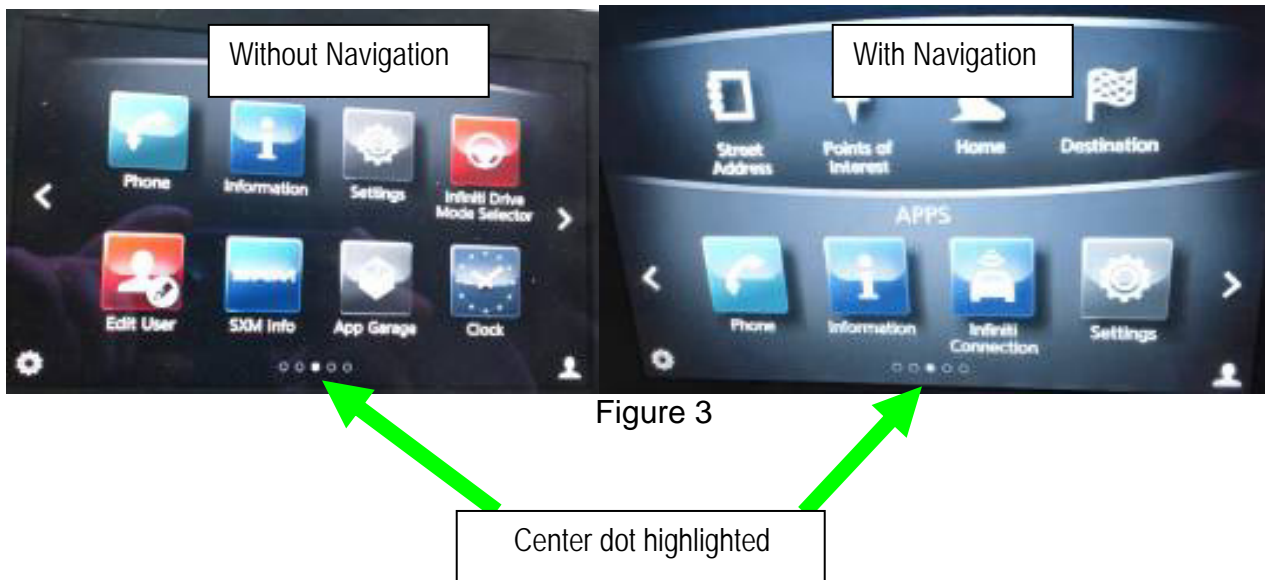 Without Navigation
Phone
Information
Settings
Infiniti Drive
Mode Selector
Edit User
SXM Info
App Garage
Clock
With Navigation
Street
Address
Points of
Interest
Home
Destination
APPS
Phone
Information
Infiniti
Connection
Settings
Figure 3
Center dot highlighted